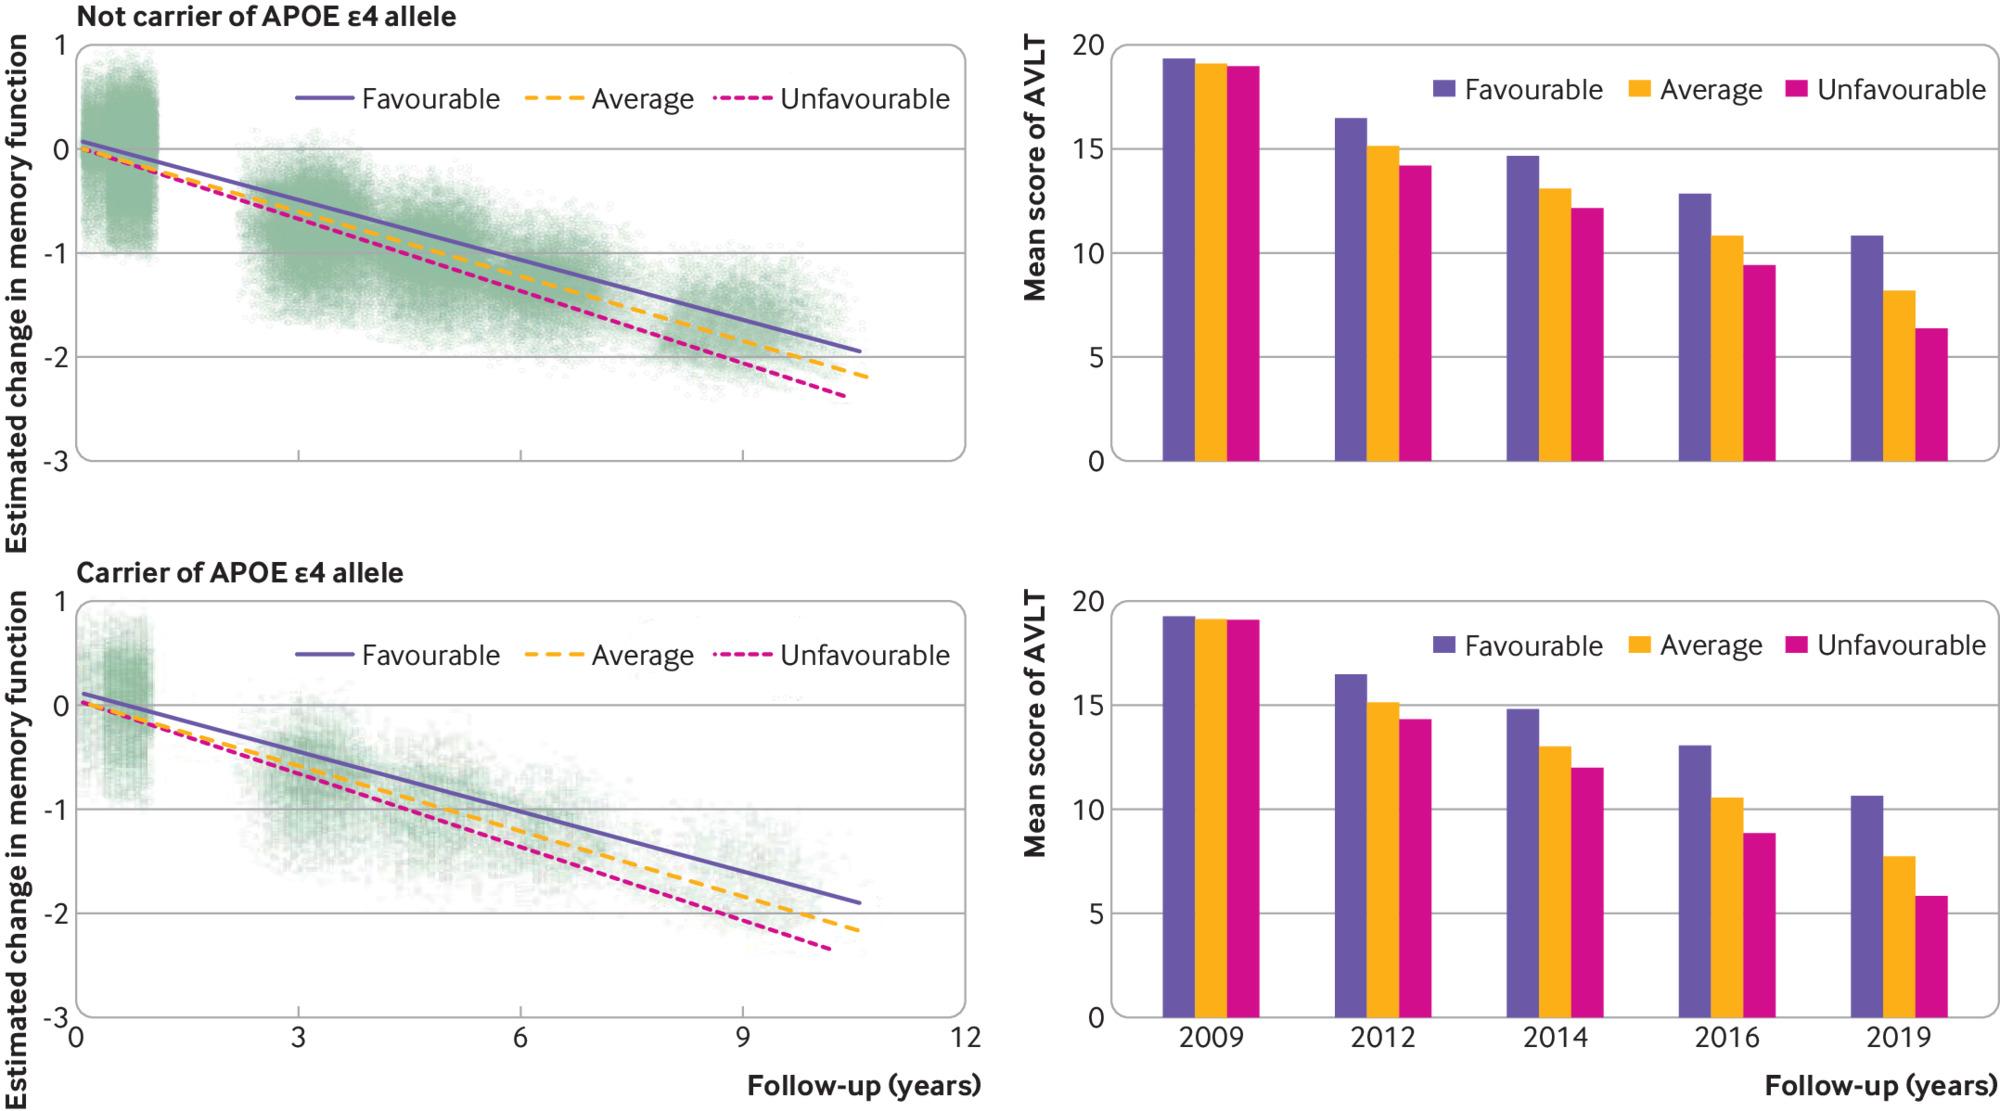 Not carrier of APOE ε4 allele
Estimated change in memory function
1
0
-1
-2
-3
Favourable
Average
Unfavourable
Mean score of AVLT
20
15
10
5
0
Favourable
Average
Unfavourable
Carrier of APOE ε4 allele
Estimated change in memory function
1
0
-1
-2
-3
Favourable
Average
Unfavourable
0 3 6 9 12
Follow-up (years)
Mean score of AVLT
20
15
10
5
0
Favourable
Average
Unfavourable
2009 2012 2014 2016 2019
Follow-up (years)